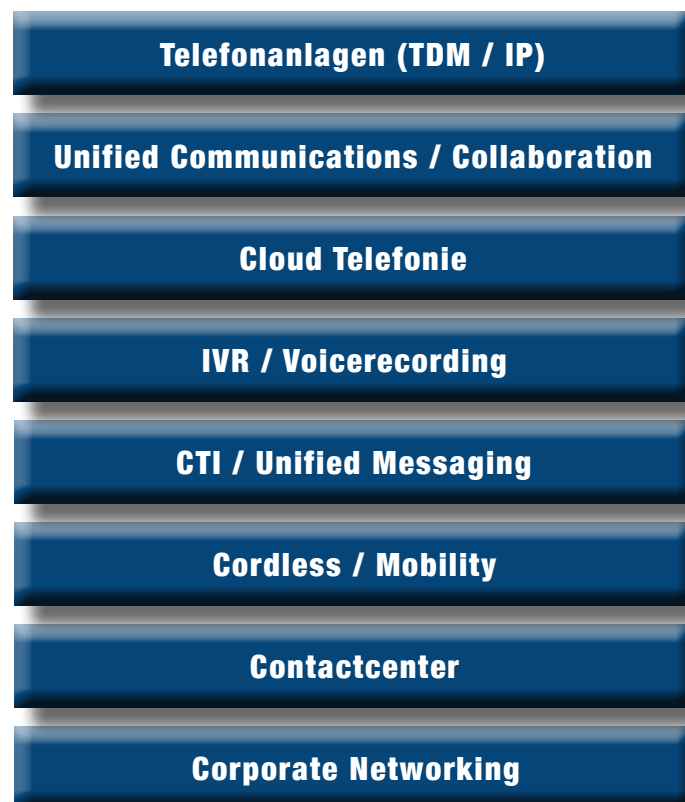 Telefonanlagen (TDM / IP)
Unified Communications / Collaboration
Cloud Telefonie
IVR / Voicerecording
CTI / Unified Messaging
Cordless / Mobility
Contactcenter
Corporate Networking